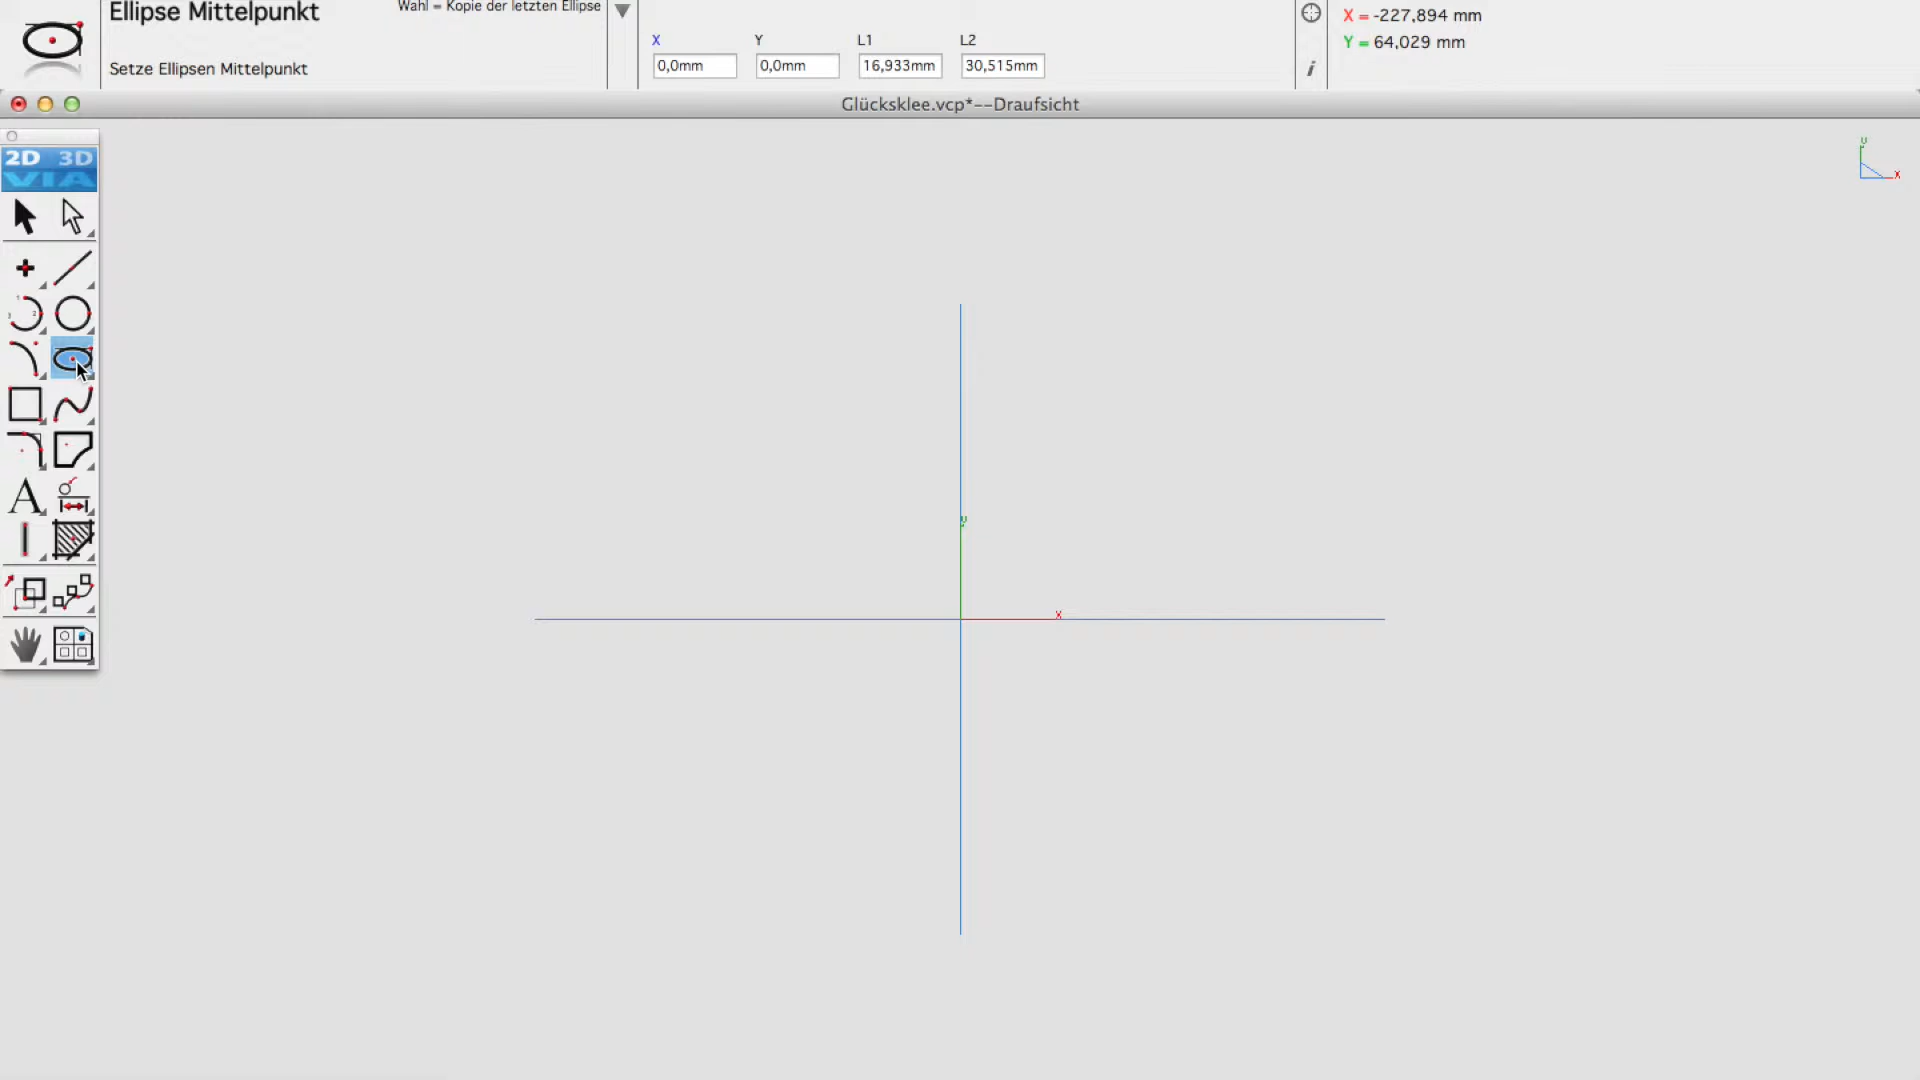 Ellipse Mittelpunkt
Wahl = Kopie der letzten Ellipse
Setze Ellipsen Mittelpunkt
X Y L1 L2
0,0mm 0,0mm 16,933mm 30,515mm
i
X = -227,894 mm
Y = 64,029 mm
Glücksklee.vcp*--Draufsicht
2D 3D
VIA
A
y
x
y
x